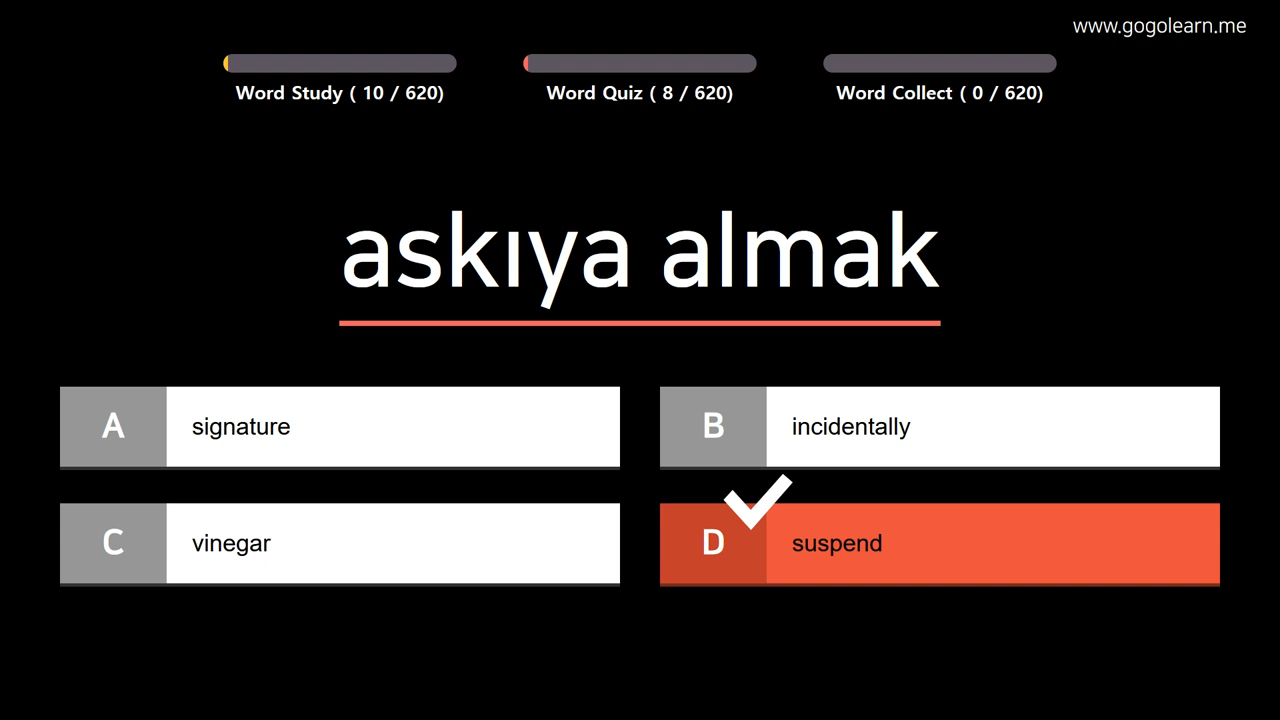 www.gogolearn.me
Word Study ( 10 / 620)
Word Quiz ( 8 / 620)
Word Collect ( 0 / 620)
askıya almak
A signature
B incidentally
C vinegar
D suspend